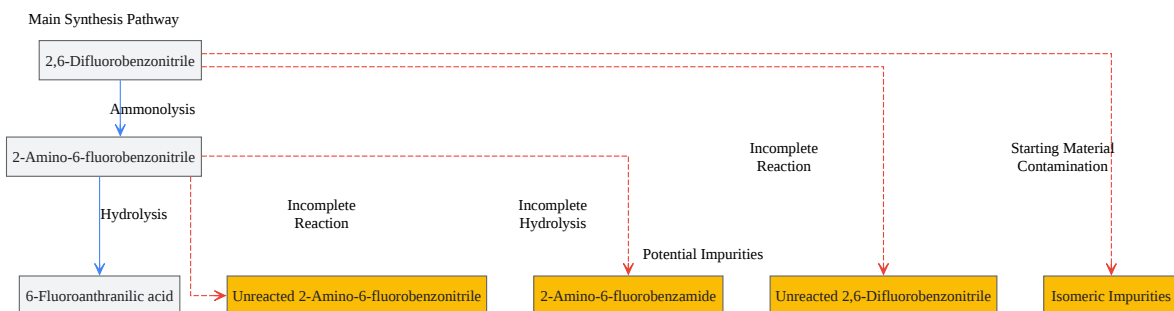 Main Synthesis Pathway
2,6-Difluorobenzonitrile
Ammonolysis
2-Amino-6-fluorobenzonitrile
Incomplete
Reaction
Starting Material
Contamination
Hydrolysis
Incomplete
Reaction
Incomplete
Hydrolysis
Potential Impurities
6-Fluoroanthranilic acid
Unreacted 2-Amino-6-fluorobenzonitrile
2-Amino-6-fluorobenzamide
Unreacted 2,6-Difluorobenzonitrile
Isomeric Impurities